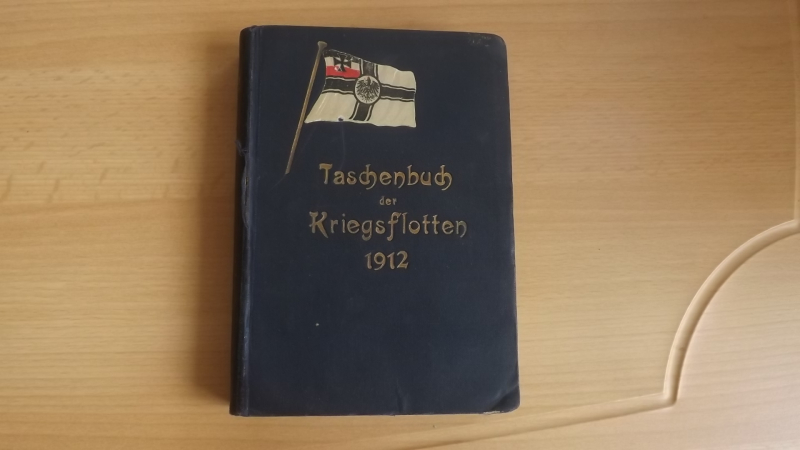 Taschenbuch
der
Kriegsflotten
1912